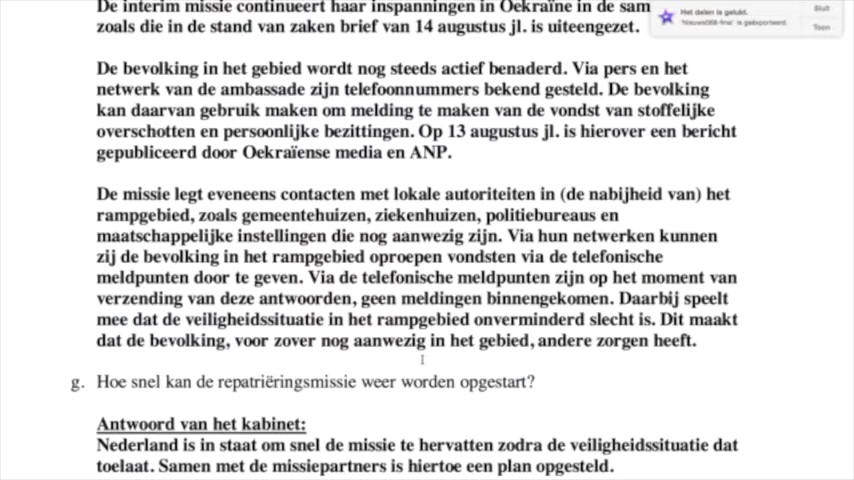 De interim missie continueert haar inspanningen in Oekraïne in de sam
zoals die in de stand van zaken brief van 14 augustus jl. is uiteengezet.
Het delen is gelukt.
is geëxporteerd.
Sluit
Toon
De bevolking in het gebied wordt nog steeds actief benaderd. Via pers en het
netwerk van de ambassade zijn telefoonnummers bekend gesteld. De bevolking
kan daarvan gebruik maken om melding te maken van de vondst van stoffelijke
overschotten en persoonlijke bezittingen. Op 13 augustus jl. is hierover een bericht
gepubliceerd door Oekraïense media en ANP.
De missie legt eveneens contacten met lokale autoriteiten in (de nabijheid van) het
rampgebied, zoals gemeentehuizen, ziekenhuizen, politiebureaus en
maatschappelijke instellingen die nog aanwezig zijn. Via hun netwerken kunnen
zij de bevolking in het rampgebied oproepen vondsten via de telefonische
meldpunten door te geven. Via de telefonische meldpunten zijn op het moment van
verzending van deze antwoorden, geen meldingen binnengekomen. Daarbij speelt
mee dat de veiligheidssituatie in het rampgebied onverminderd slecht is. Dit maakt
dat de bevolking, voor zover nog aanwezig in het gebied, andere zorgen heeft.
g. Hoe snel kan de repatriëringsmissie weer worden opgestart?
Antwoord van het kabinet:
Nederland is in staat om snel de missie te hervatten zodra de veiligheidssituatie dat
toelaat. Samen met de missiepartners is hiertoe een plan opgesteld.